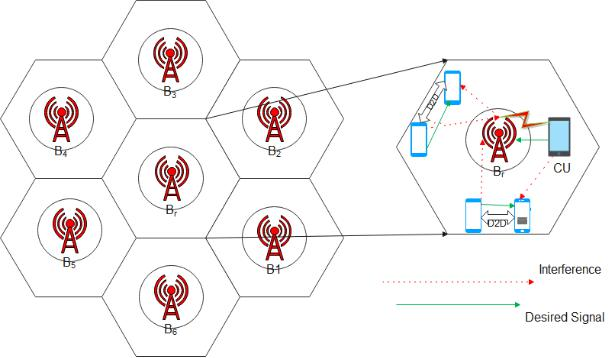 B3
B4
B2
Br
B5
B1
B6
D2D
Br
CU
D2D
Interference
Desired Signal